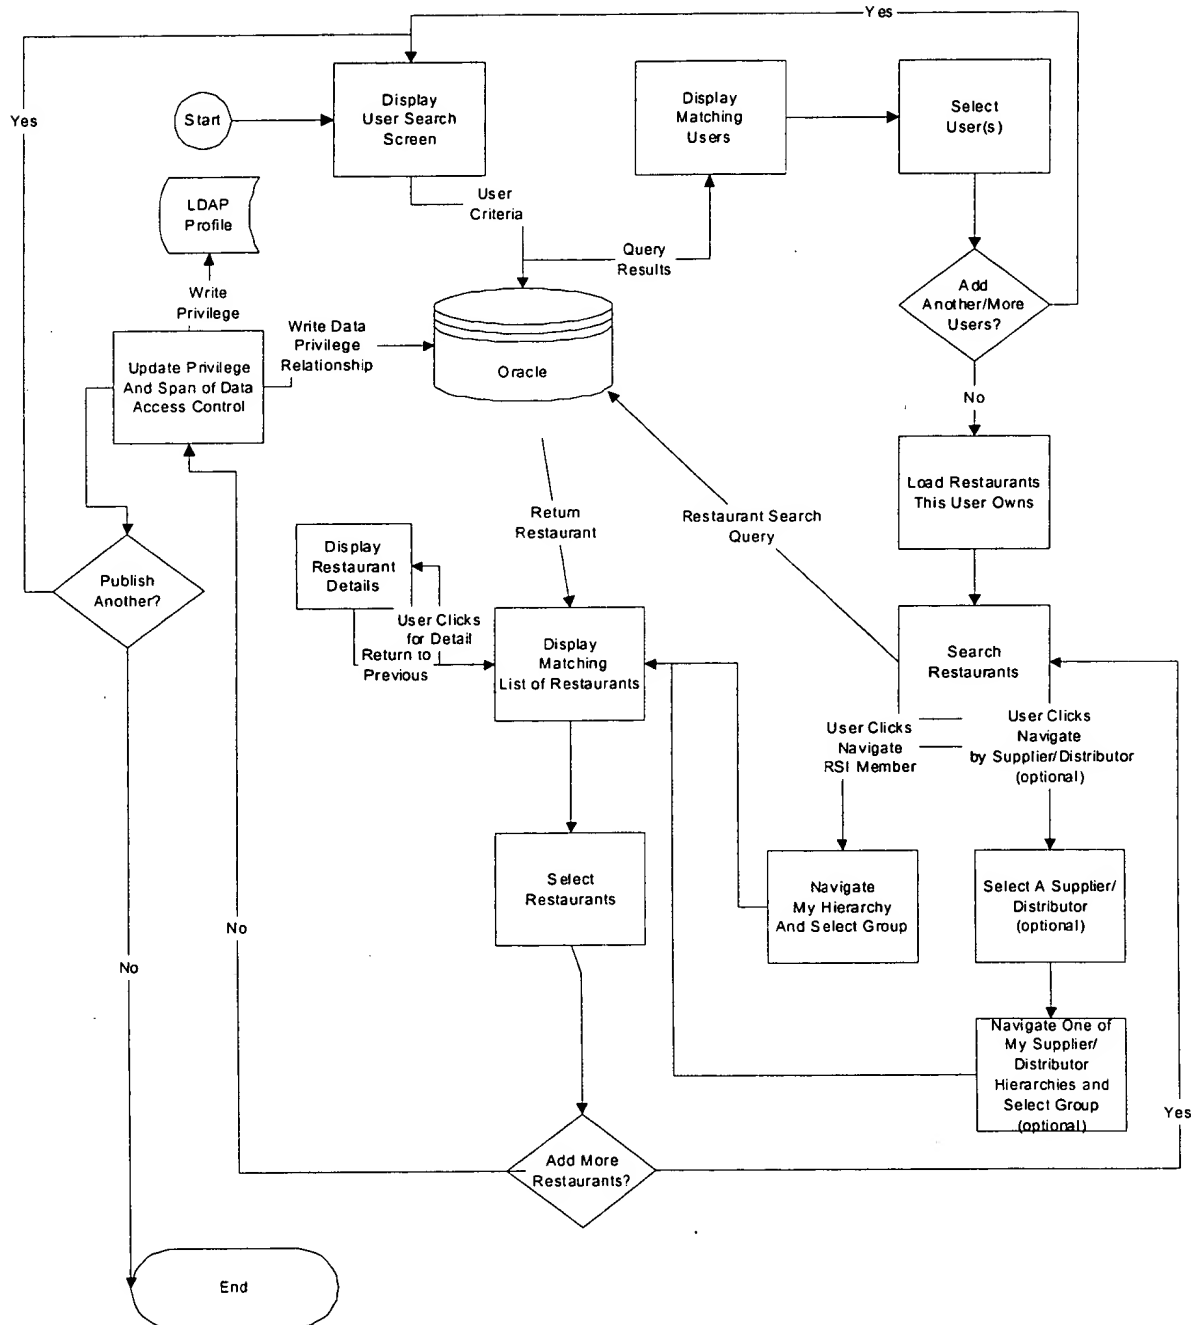 Yes
Yes
Start
Display
User Search
Screen
Display
Matching
Users
Select
User(s)
LDAP
Profile
User
Criteria
Query
Results
Write
Privilege
Add
Another/More
Users?
Write Data
Privilege
Relationship
Update Privilege
And Span of Data
Access Control
Oracle
No
Load Restaurants
This User Owns
Return
Restaurant
Restaurant Search
Query
Display
Restaurant
Details
Publish
Another?
User Clicks
for Detail
Return to
Previous
Display
Matching
List of Restaurants
Search
Restaurants
User Clicks
Navigate
RSI Member
User Clicks
Navigate
by Supplier/Distributor
(optional)
Select
Restaurants
Navigate
My Hierarchy
And Select Group
Select A Supplier/
Distributor
(optional)
No
No
Navigate One of
My Supplier/
Distributor
Hierarchies and
Select Group
(optional)
Yes
Add More
Restaurants?
End